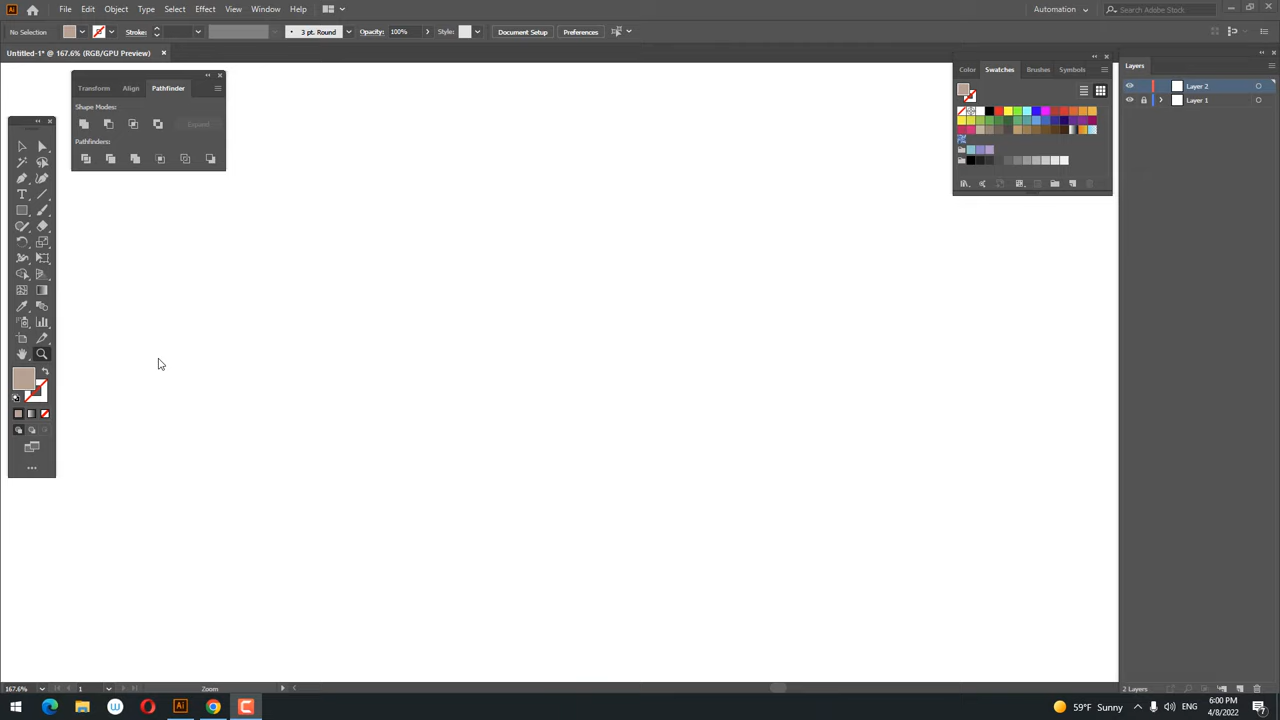 Ai File Edit Object Type Select Effect View Window Help Automation Search Adobe Stock
No Selection Stroke: 3 pt. Round Opacity: 100% Style: Document Setup Preferences
Untitled-1* @ 167.6% (RGB/GPU Preview)
Transform Align Pathfinder
Shape Modes:
Expand
Pathfinders:
Color Swatches Brushes Symbols
Layers
Layer 2
Layer 1
167.6% 1 Zoom 2 Layers
Ai 59°F Sunny ENG 6:00 PM
4/8/2022